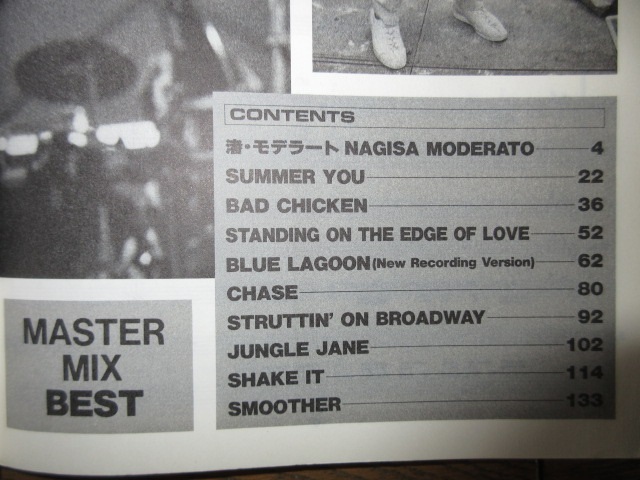 CONTENTS
渚・モデラート NAGISA MODERATO 4
SUMMER YOU 22
BAD CHICKEN 36
STANDING ON THE EDGE OF LOVE 52
BLUE LAGOON (New Recording Version) 62
CHASE 80
STRUTTIN' ON BROADWAY 92
JUNGLE JANE 102
SHAKE IT 114
SMOOTHER 133
MASTER
MIX
BEST